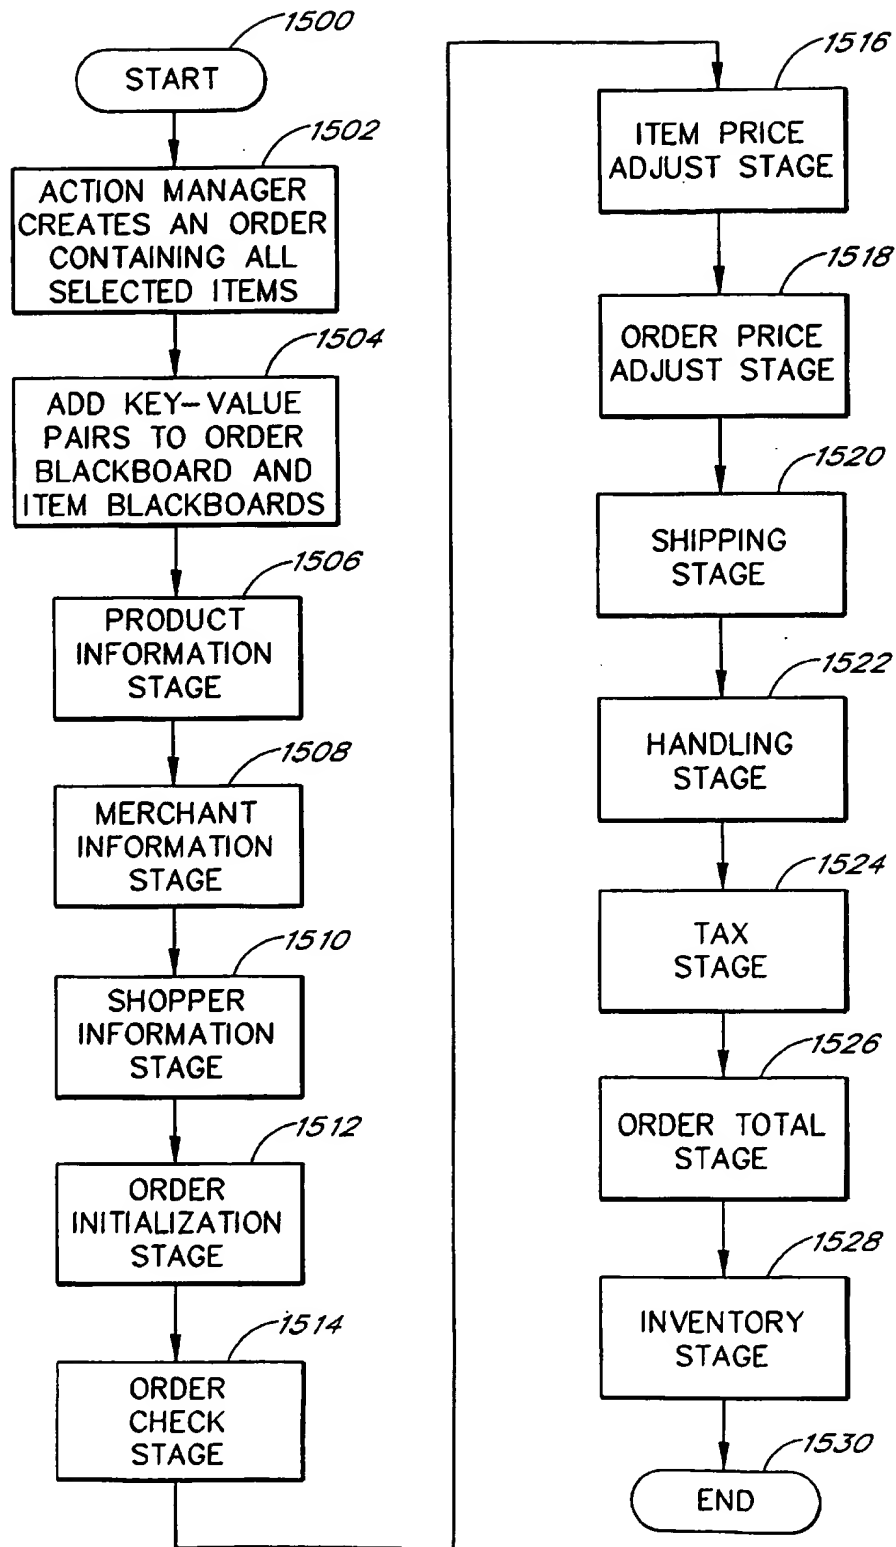 1500
START
1502
ACTION MANAGER
CREATES AN ORDER
CONTAINING ALL
SELECTED ITEMS
1504
ADD KEY-VALUE
PAIRS TO ORDER
BLACKBOARD AND
ITEM BLACKBOARDS
1506
PRODUCT
INFORMATION
STAGE
1508
MERCHANT
INFORMATION
STAGE
1510
SHOPPER
INFORMATION
STAGE
1512
ORDER
INITIALIZATION
STAGE
1514
ORDER
CHECK
STAGE
1516
ITEM PRICE
ADJUST STAGE
1518
ORDER PRICE
ADJUST STAGE
1520
SHIPPING
STAGE
1522
HANDLING
STAGE
1524
TAX
STAGE
1526
ORDER TOTAL
STAGE
1528
INVENTORY
STAGE
1530
END